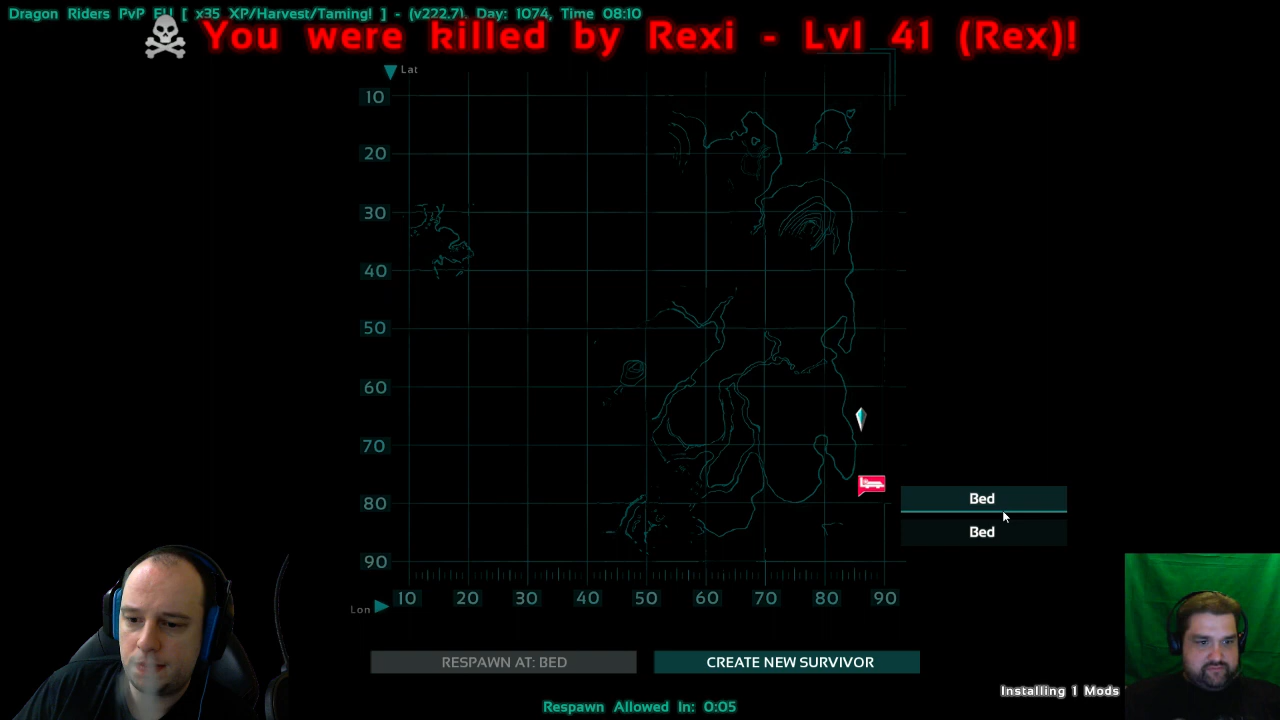 Dragon Riders PvP EU [ x35 XP/Harvest/Taming! ] - (v222.7). Day: 1074, Time 08:10
You were killed by Rexi - Lvl 41 (Rex)!
Lat
10
20
30
40
50
60
70
80
90
Bed
Bed
Lon
10 20 30 40 50 60 70 80 90
RESPAWN AT: BED
CREATE NEW SURVIVOR
Installing 1 Mods
Respawn Allowed In: 0:05